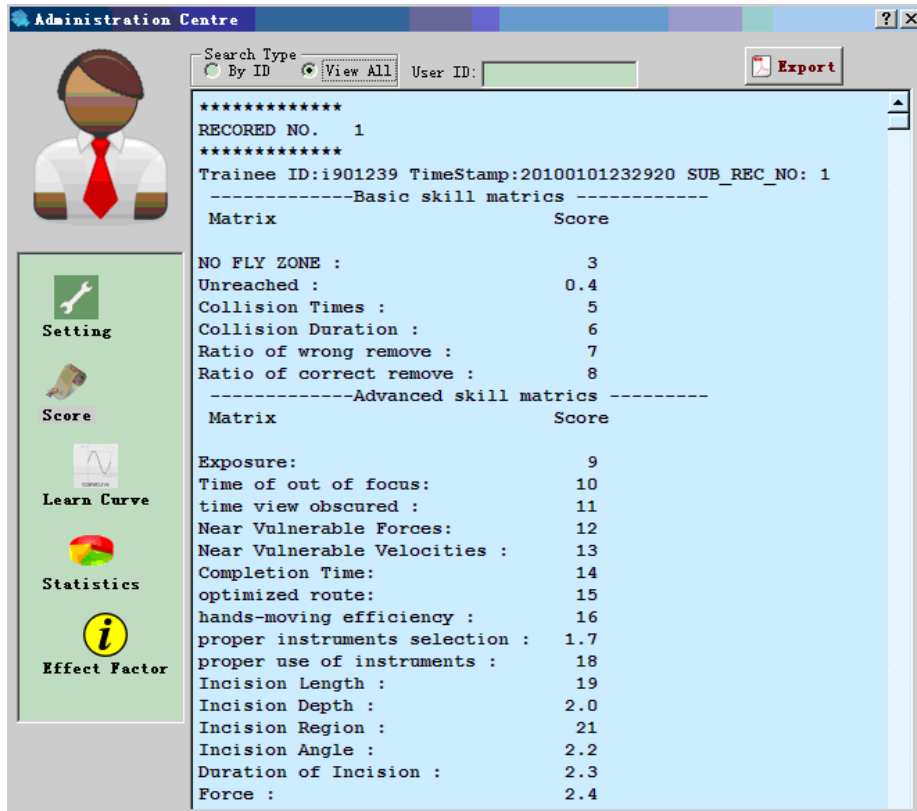 Administration Centre
Search Type
By ID View All User ID: Export
*************
RECORED NO. 1
*************
Trainee ID:i901239 TimeStamp:20100101232920 SUB_REC_NO: 1
-------------Basic skill matrics ------------
Matrix Score
NO FLY ZONE : 3
Unreached : 0.4
Collision Times : 5
Collision Duration : 6
Ratio of wrong remove : 7
Ratio of correct remove : 8
-------------Advanced skill matrics ---------
Matrix Score
Exposure: 9
Time of out of focus: 10
time view obscured : 11
Near Vulnerable Forces: 12
Near Vulnerable Velocities : 13
Completion Time: 14
optimized route: 15
hands-moving efficiency : 16
proper instruments selection : 1.7
proper use of instruments : 18
Incision Length : 19
Incision Depth : 2.0
Incision Region : 21
Incision Angle : 2.2
Duration of Incision : 2.3
Force : 2.4
Setting
Score
Learn Curve
Statistics
Effect Factor